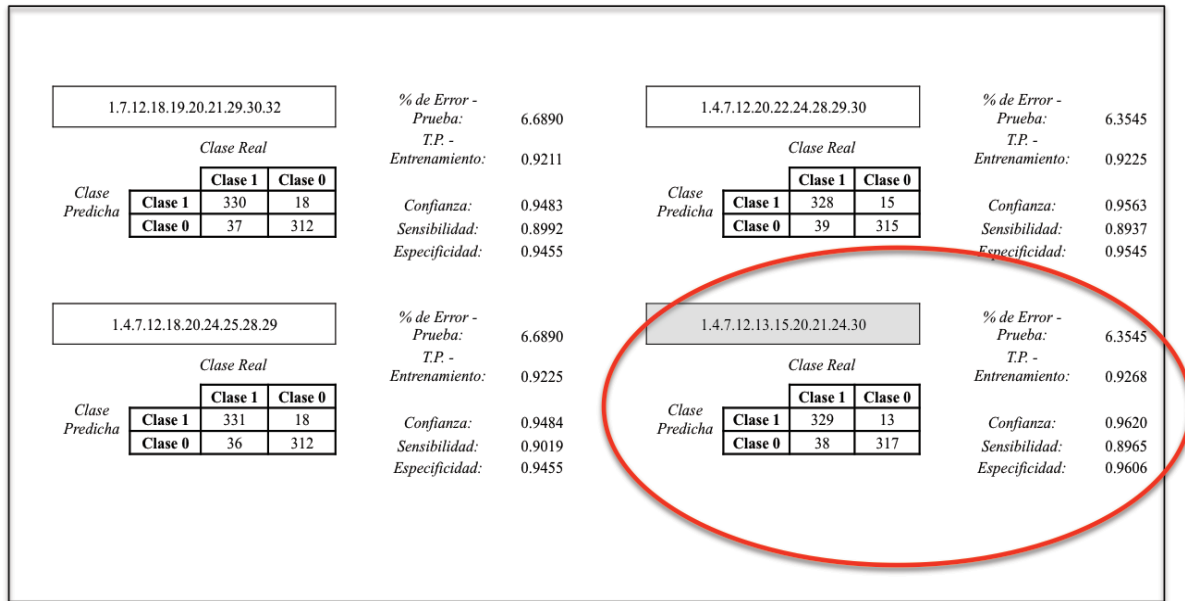 1.7.12.18.19.20.21.29.30.32
% de Error -
Prueba: 6.6890
T.P. -
Entrenamiento: 0.9211
Clase Real
Clase 1 Clase 0
Clase
Predicha
Clase 1 330 18
Clase 0 37 312
Confianza: 0.9483
Sensibilidad: 0.8992
Especificidad: 0.9455
1.4.7.12.20.22.24.28.29.30
% de Error -
Prueba: 6.3545
T.P. -
Entrenamiento: 0.9225
Clase Real
Clase 1 Clase 0
Clase
Predicha
Clase 1 328 15
Clase 0 39 315
Confianza: 0.9563
Sensibilidad: 0.8937
Especificidad: 0.9545
1.4.7.12.18.20.24.25.28.29
% de Error -
Prueba: 6.6890
T.P. -
Entrenamiento: 0.9225
Clase Real
Clase 1 Clase 0
Clase
Predicha
Clase 1 331 18
Clase 0 36 312
Confianza: 0.9484
Sensibilidad: 0.9019
Especificidad: 0.9455
1.4.7.12.13.15.20.21.24.30
% de Error -
Prueba: 6.3545
T.P. -
Entrenamiento: 0.9268
Clase Real
Clase 1 Clase 0
Clase
Predicha
Clase 1 329 13
Clase 0 38 317
Confianza: 0.9620
Sensibilidad: 0.8965
Especificidad: 0.9606